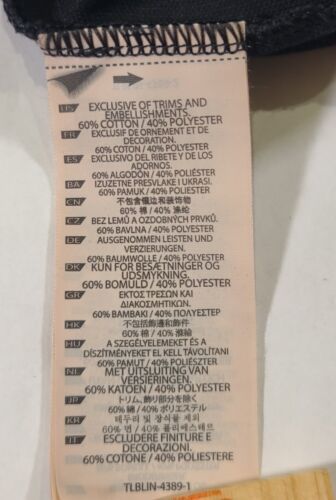 US EXCLUSIVE OF TRIMS AND
EMBELLISHMENTS.
60% COTTON / 40% POLYESTER
FR EXCLUSIF DE ORNEMENT ET DE
DECORATION.
60% COTON / 40% POLYESTER
ES EXCLUSIVO DEL RIBETE Y DE LOS
ADORNOS.
60% ALGODÓN / 40% POLIÉSTER
BA IZUZETNE PRESVLAKE I UKRASI.
60% PAMUK / 40% POLIESTER
CN 不包含镶边和装饰物
60% 棉 / 40% 涤纶
CZ BEZ LEMŮ A OZDOBNÝCH PRVKŮ.
60% BAVLNA / 40% POLYESTER
DE AUSGENOMMEN LEISTEN UND
VERZIERUNGEN.
60% BAUMWOLLE / 40% POLYESTER
DK KUN FOR BESÆTNINGER OG
UDSMYKNING.
60% BOMULD / 40% POLYESTER
GR ΕΚΤΟΣ ΤΡΕΣΩΝ ΚΑΙ
ΔΙΑΚΟΣΜΗΤΙΚΩΝ.
60% ΒΑΜΒΑΚΙ / 40% ΠΟΛΥΕΣΤΕΡ
HK 不包括飾邊和飾件
60% 棉 / 40% 滌綸
HU A SZEGÉLYELEMEKET ÉS A
DÍSZÍTMÉNYEKET EL KELL TÁVOLÍTANI
60% PAMUT / 40% POLIÉSZTER
NL MET UITSLUITING VAN
VERSIERINGEN.
60% KATOEN / 40% POLYESTER
JP トリム、飾り部分を除く
60% 綿 / 40% ポリエステル
KR 테두리 및 장식물 제외
60% 면 / 40% 폴리에스테르
IT ESCLUDERE FINITURE E
DECORAZIONI.
60% COTONE / 40% POLIESTERE
TLBLIN-4389-1